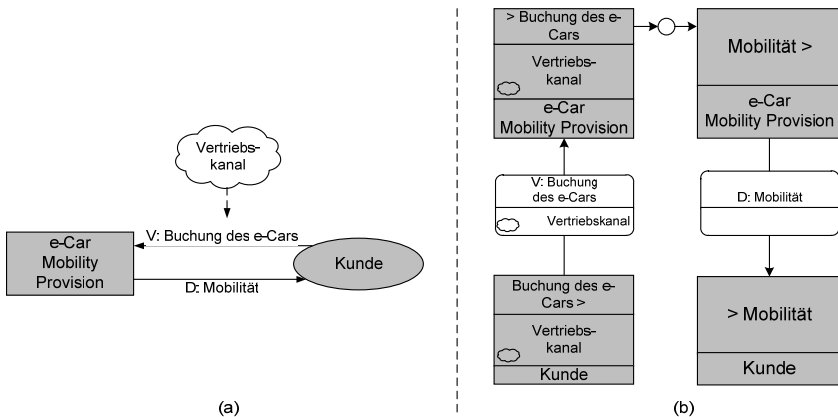 Vertriebs-
kanal
V: Buchung des e-Cars
e-Car
Mobility
Provision
Kunde
D: Mobilität
(a)
> Buchung des e-
Cars
Vertriebs-
kanal
e-Car
Mobility Provision
Mobilität >
e-Car
Mobility Provision
V: Buchung
des e-Cars
Vertriebskanal
D: Mobilität
Buchung des e-
Cars >
Vertriebs-
kanal
Kunde
> Mobilität
Kunde
(b)